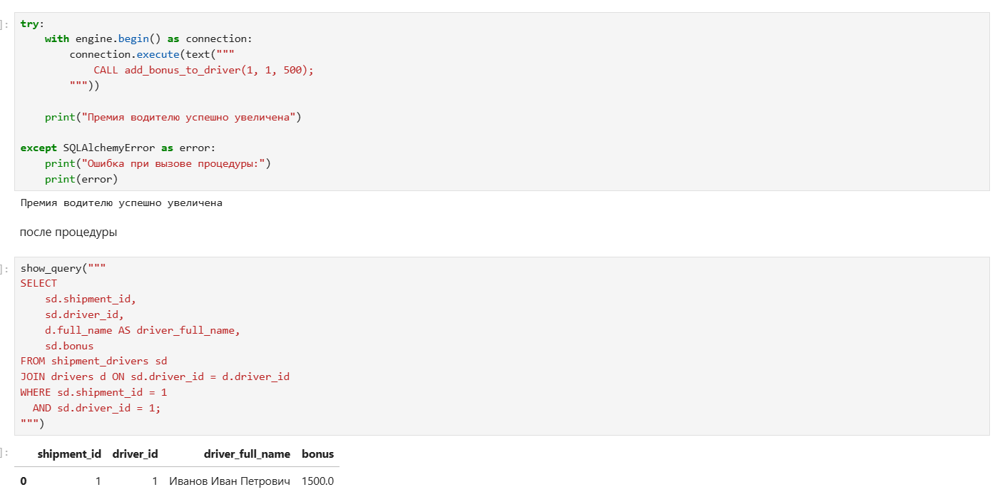 ]:
try:
    with engine.begin() as connection:
        connection.execute(text("""
            CALL add_bonus_to_driver(1, 1, 500);
        """))
    print("Премия водителю успешно увеличена")
except SQLAlchemyError as error:
    print("Ошибка при вызове процедуры:")
    print(error)
Премия водителю успешно увеличена
после процедуры
]:
show_query("""
SELECT
    sd.shipment_id,
    sd.driver_id,
    d.full_name AS driver_full_name,
    sd.bonus
FROM shipment_drivers sd
JOIN drivers d ON sd.driver_id = d.driver_id
WHERE sd.shipment_id = 1
  AND sd.driver_id = 1;
""")
]:
shipment_id driver_id driver_full_name bonus
0 1 1 Иванов Иван Петрович 1500.0